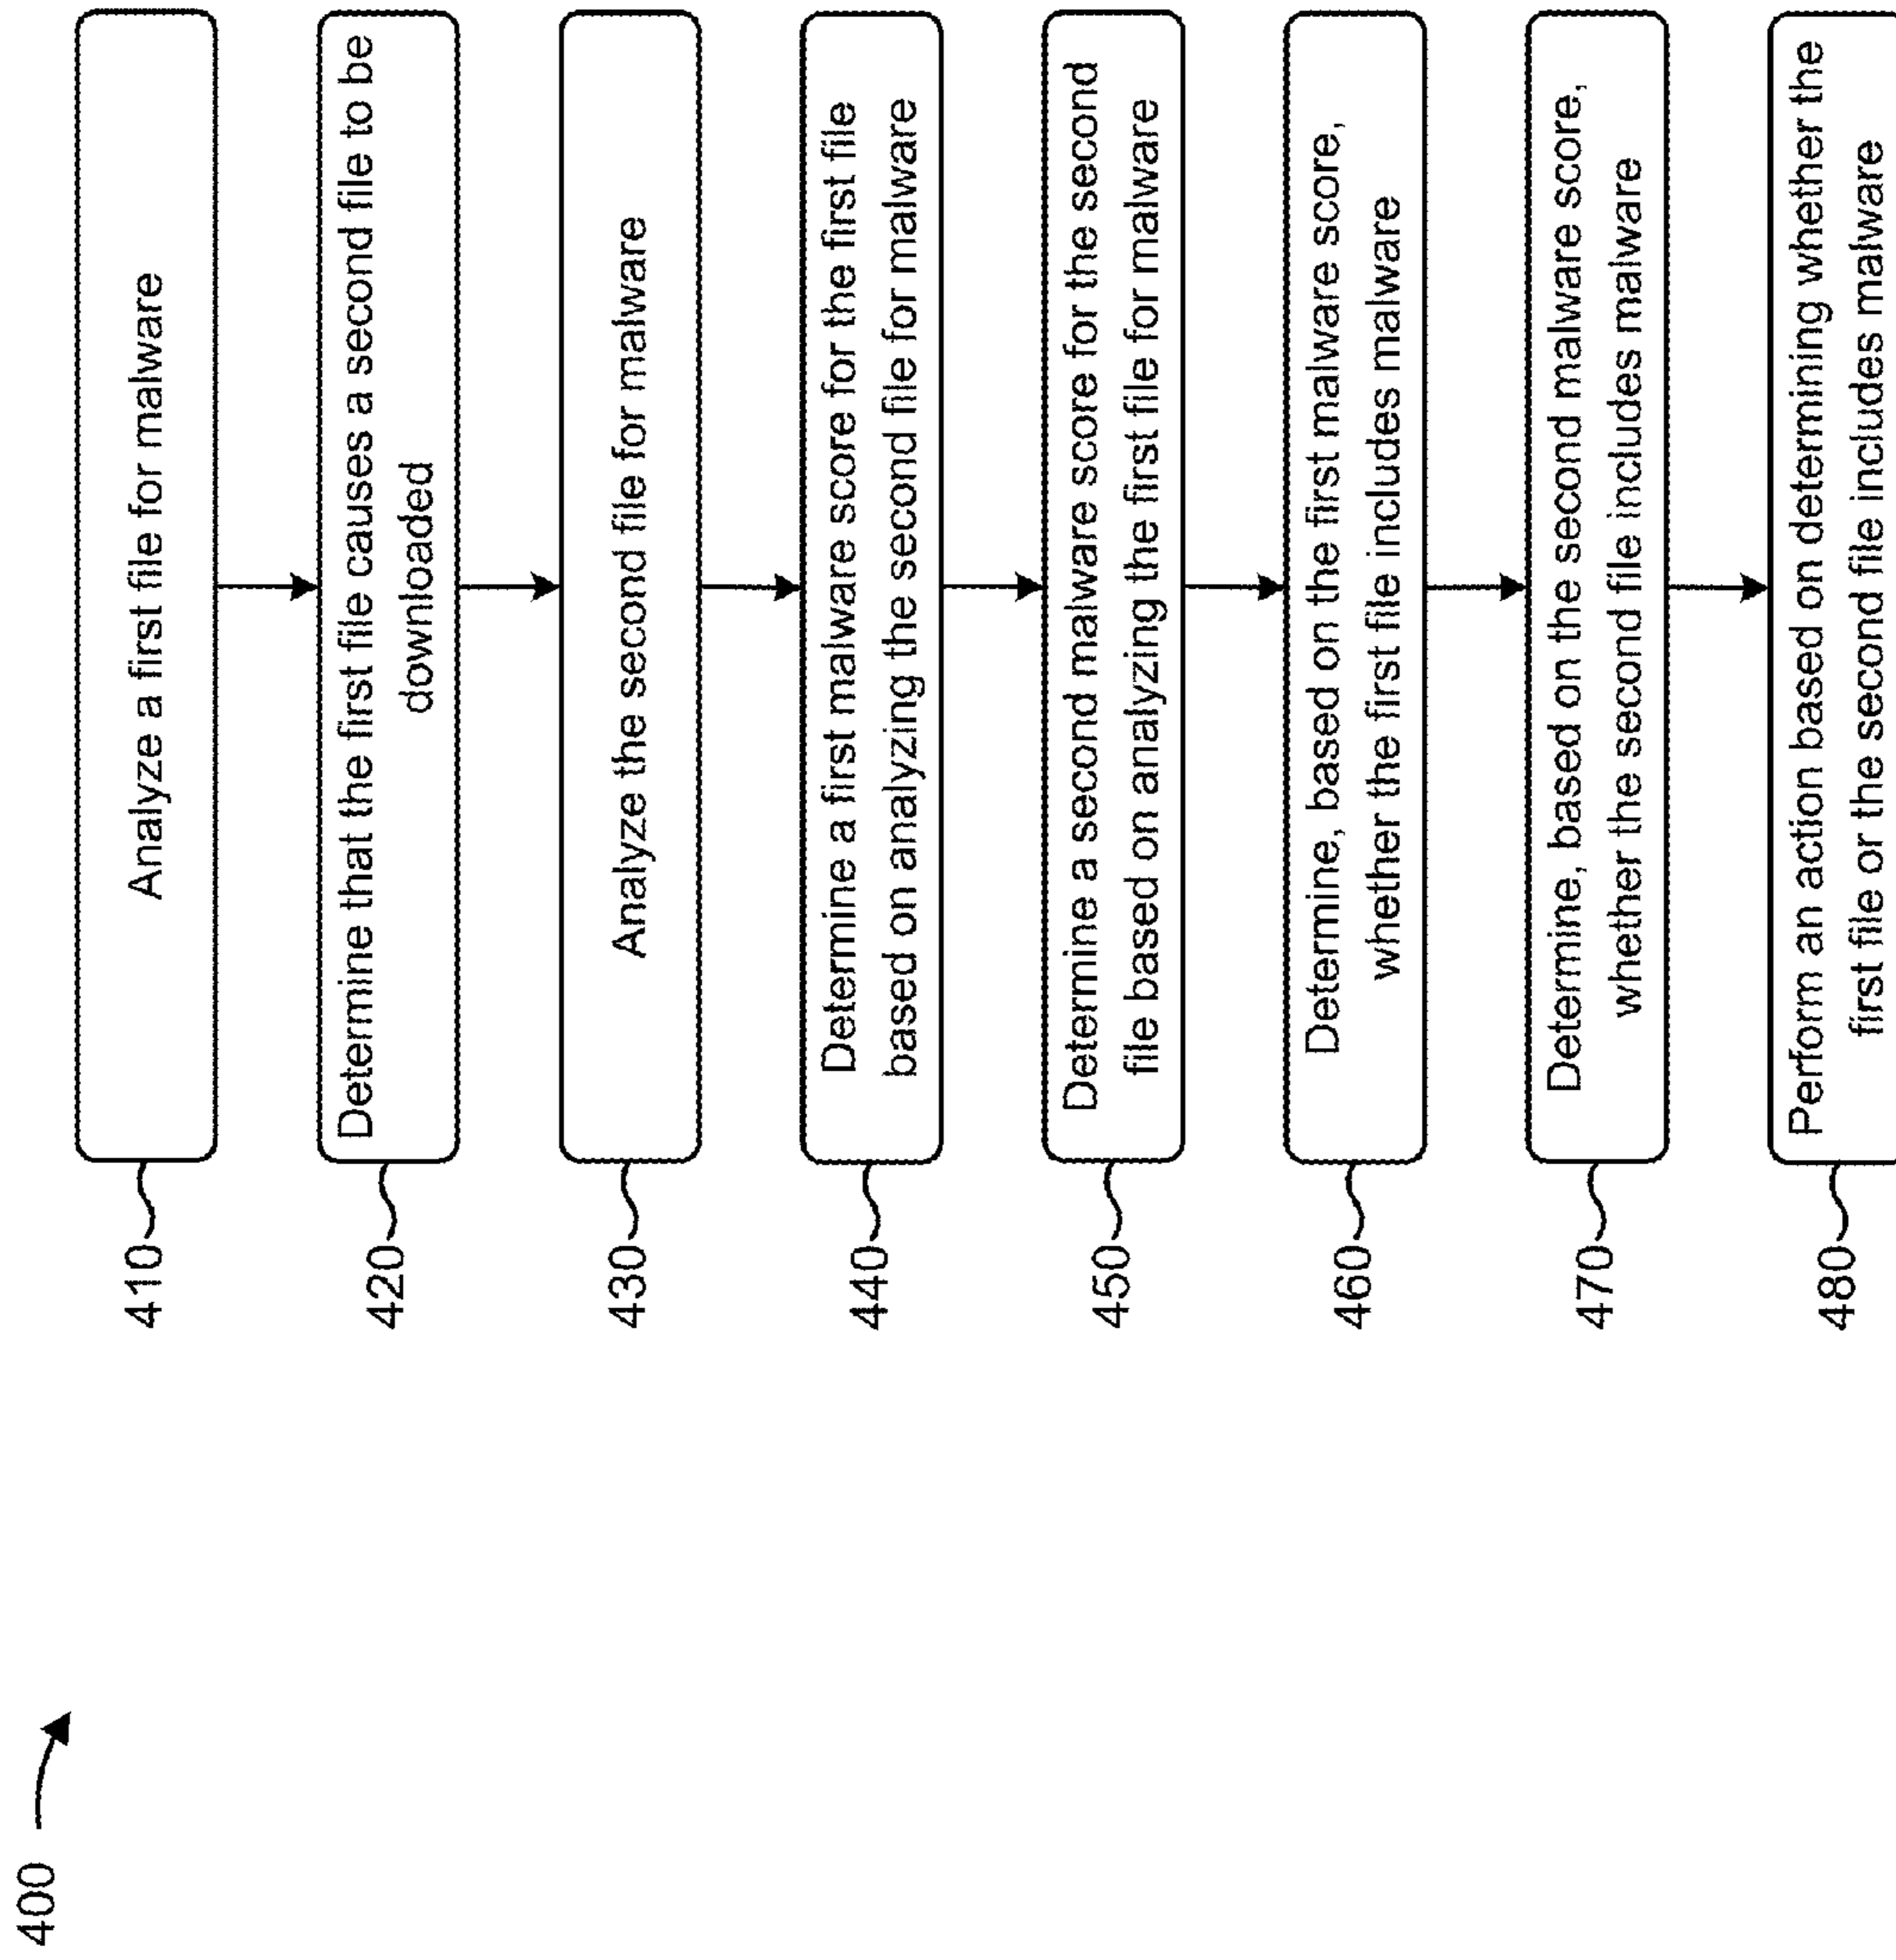 400
410
Analyze a first file for malware
420
Determine that the first file causes a second file to be
downloaded
430
Analyze the second file for malware
440
Determine a first malware score for the first file
based on analyzing the second file for malware
450
Determine a second malware score for the second
file based on analyzing the first file for malware
460
Determine, based on the first malware score,
whether the first file includes malware
470
Determine, based on the second malware score,
whether the second file includes malware
480
Perform an action based on determining whether the
first file or the second file includes malware